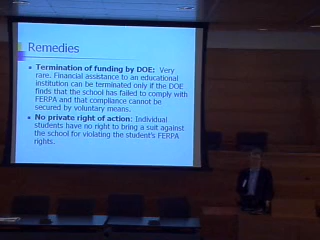 Remedies
• Termination of funding by DOE: Very
rare. Financial assistance to an educational
institution can be terminated only if the DOE
finds that the school has failed to comply with
FERPA and that compliance cannot be
secured by voluntary means.
• No private right of action: Individual
students have no right to bring a suit against
the school for violating the student's FERPA
rights.